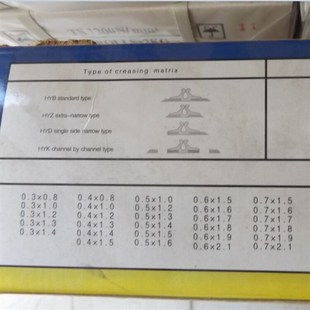 Type of creasing matrix
HYB standard type
HYZ extra-narrow type
HYD single side narrow type
HYK channel by channel type
0.3×0.8 0.4×0.8 0.5×1.0 0.6×1.5 0.7×1.5
0.3×1.0 0.4×1.0 0.5×1.2 0.6×1.6 0.7×1.6
0.3×1.2 0.4×1.2 0.5×1.3 0.6×1.7 0.7×1.7
0.3×1.3 0.4×1.3 0.5×1.4 0.6×1.8 0.7×1.8
0.3×1.4 0.4×1.4 0.5×1.5 0.6×1.9 0.7×1.9
0.4×1.5 0.5×1.6 0.6×2.1 0.7×2.1